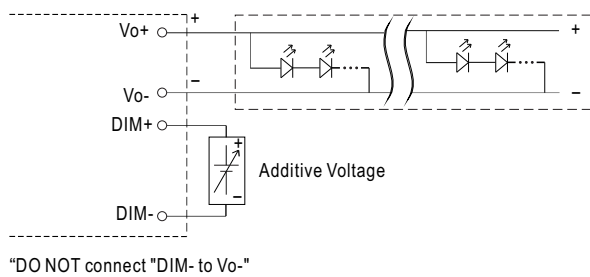 Vo+
+
+
−
Vo-
−
DIM+
+
Additive Voltage
−
DIM-
“DO NOT connect "DIM- to Vo-"